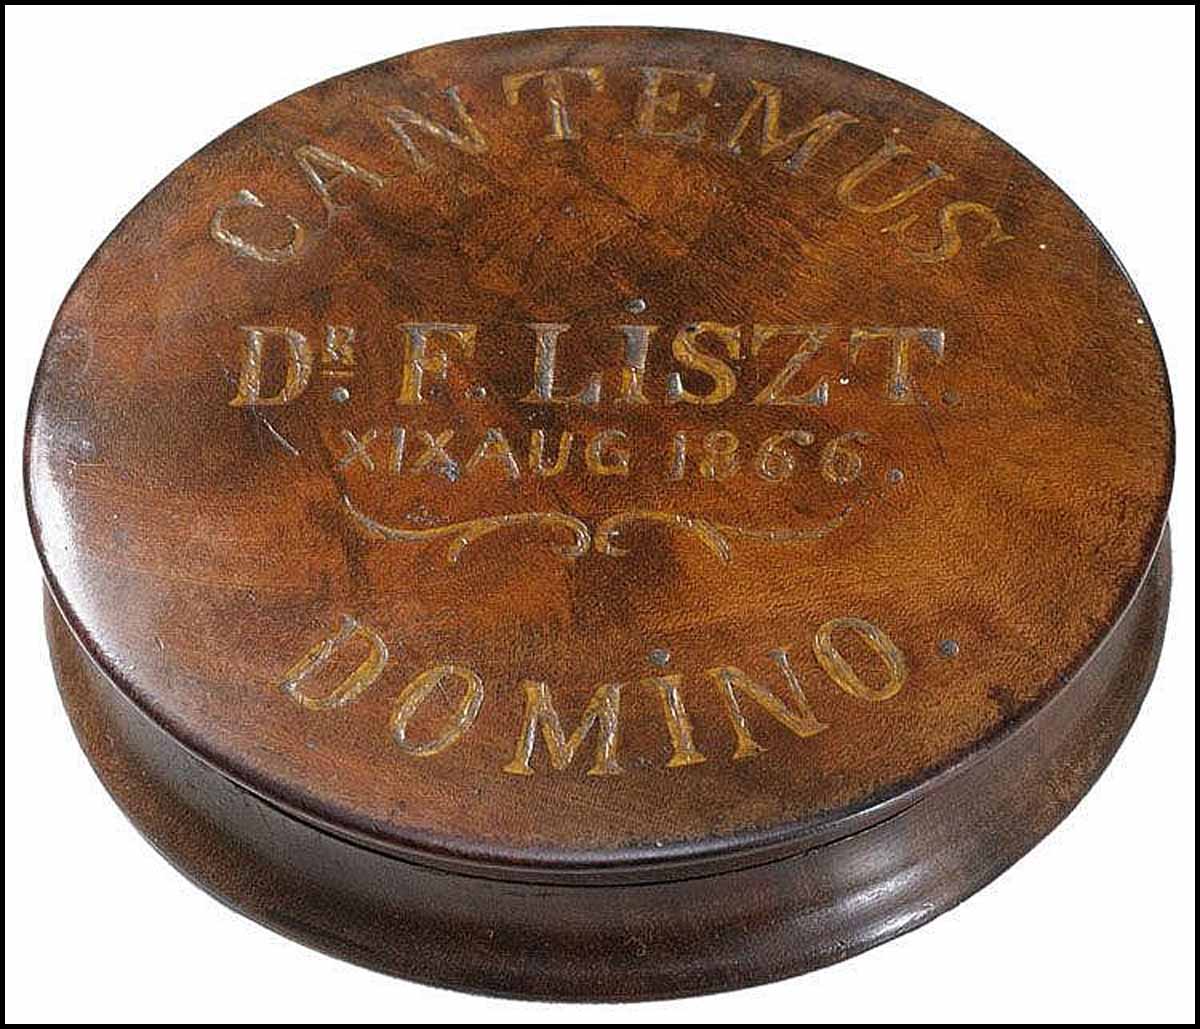 CANTEMUS
DR. F. LiSZT.
XIX AUG 1866.
DOMiNO.